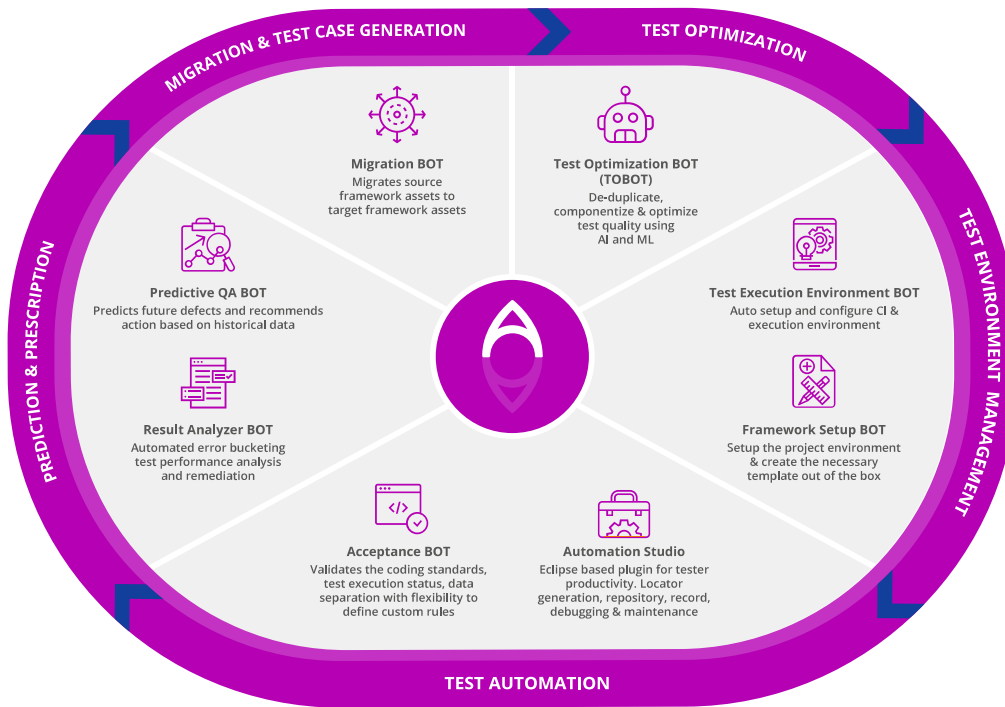 MIGRATION & TEST CASE GENERATION
TEST OPTIMIZATION
Migration BOT
Migrates source
framework assets to
target framework assets
Test Optimization BOT
(TOBOT)
De-duplicate,
componentize & optimize
test quality using
AI and ML
TEST ENVIRONMENT MANAGEMENT
Test Execution Environment BOT
Auto setup and configure CI &
execution environment
Framework Setup BOT
Setup the project environment
& create the necessary
template out of the box
Automation Studio
Eclipse based plugin for tester
productivity. Locator
generation, repository, record,
debugging & maintenance
Acceptance BOT
Validates the coding standards,
test execution status, data
separation with flexibility to
define custom rules
TEST AUTOMATION
PREDICTION & PRESCRIPTION
Predictive QA BOT
Predicts future defects and recommends
action based on historical data
Result Analyzer BOT
Automated error bucketing
test performance analysis
and remediation